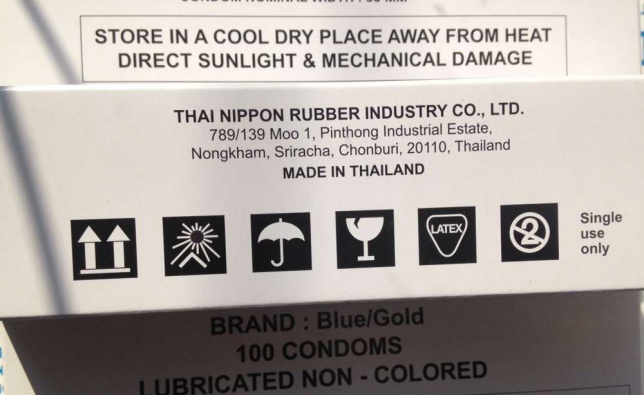 STORE IN A COOL DRY PLACE AWAY FROM HEAT
DIRECT SUNLIGHT & MECHANICAL DAMAGE
THAI NIPPON RUBBER INDUSTRY CO., LTD.
789/139 Moo 1, Pinthong Industrial Estate,
Nongkham, Sriracha, Chonburi, 20110, Thailand
MADE IN THAILAND
LATEX
2
Single
use
only
BRAND : Blue/Gold
100 CONDOMS
LUBRICATED NON - COLORED